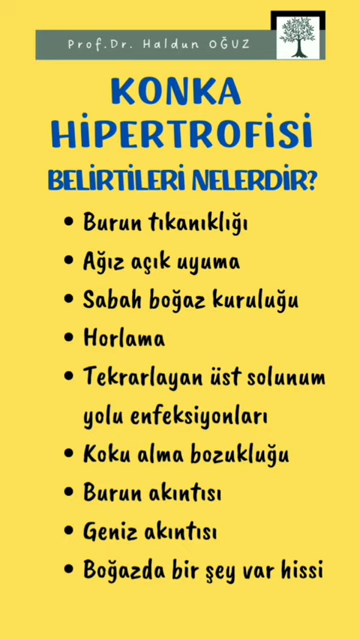 Prof.Dr. Haldun OĞUZ
KONKA
HİPERTROFİSİ
BELİRTİLERİ NELERDİR?
• Burun tıkanıklığı
• Ağız açık uyuma
• Sabah boğaz kuruluğu
• Horlama
• Tekrarlayan üst solunum
yolu enfeksiyonları
• Koku alma bozukluğu
• Burun akıntısı
• Geniz akıntısı
• Boğazda bir şey var hissi